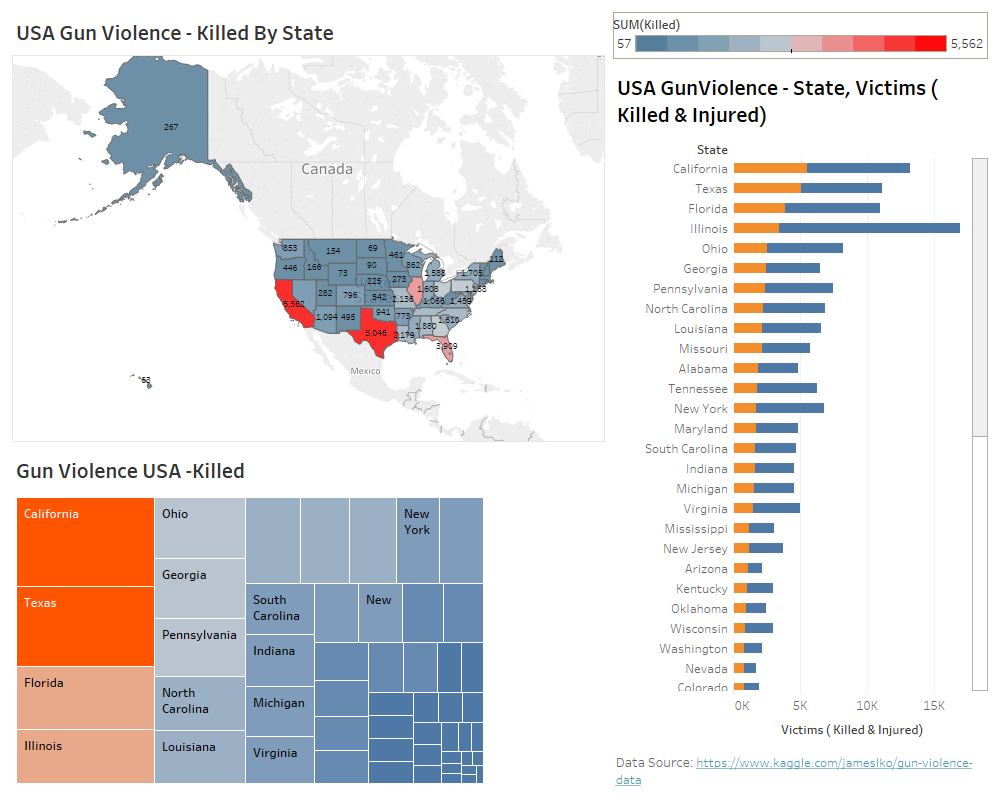 USA Gun Violence - Killed By State
SUM(Killed)
57
5,562
267
Canada
853
154
69
461
446
166
73
90
862
1,588
1,705
112
225
273
1,608
1,158
5,562
282
796
542
2,136
1,066
1,459
1,094
495
941
773
1,610
1,880
5,046
2,179
3,909
Mexico
63
USA GunViolence - State, Victims (
Killed & Injured)
State
California
Texas
Florida
Illinois
Ohio
Georgia
Pennsylvania
North Carolina
Louisiana
Missouri
Alabama
Tennessee
New York
Maryland
South Carolina
Indiana
Michigan
Virginia
Mississippi
New Jersey
Arizona
Kentucky
Oklahoma
Wisconsin
Washington
Nevada
Colorado
0K 5K 10K 15K
Victims ( Killed & Injured)
Gun Violence USA -Killed
California
Texas
Florida
Illinois
Ohio
Georgia
Pennsylvania
North
Carolina
Louisiana
New
York
South
Carolina
New
Indiana
Michigan
Virginia
Data Source: https://www.kaggle.com/jameslko/gun-violence-
data